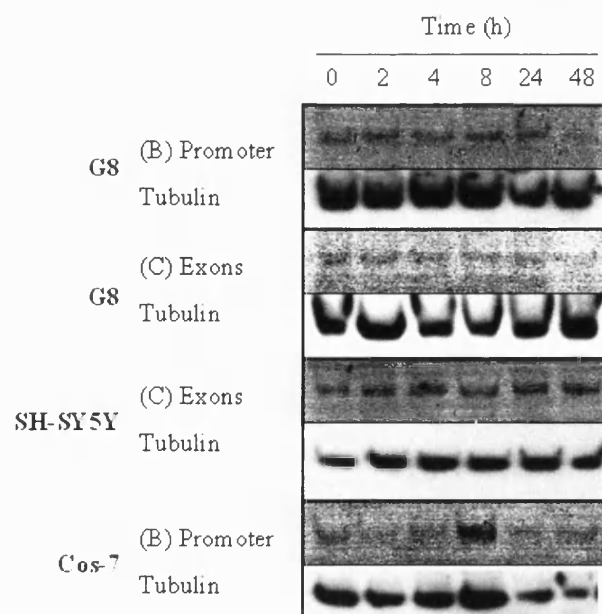 Time (h)
0 2 4 8 24 48
G8
(B) Promoter
Tubulin
G8
(C) Exons
Tubulin
SH-SY5Y
(C) Exons
Tubulin
Cos-7
(B) Promoter
Tubulin